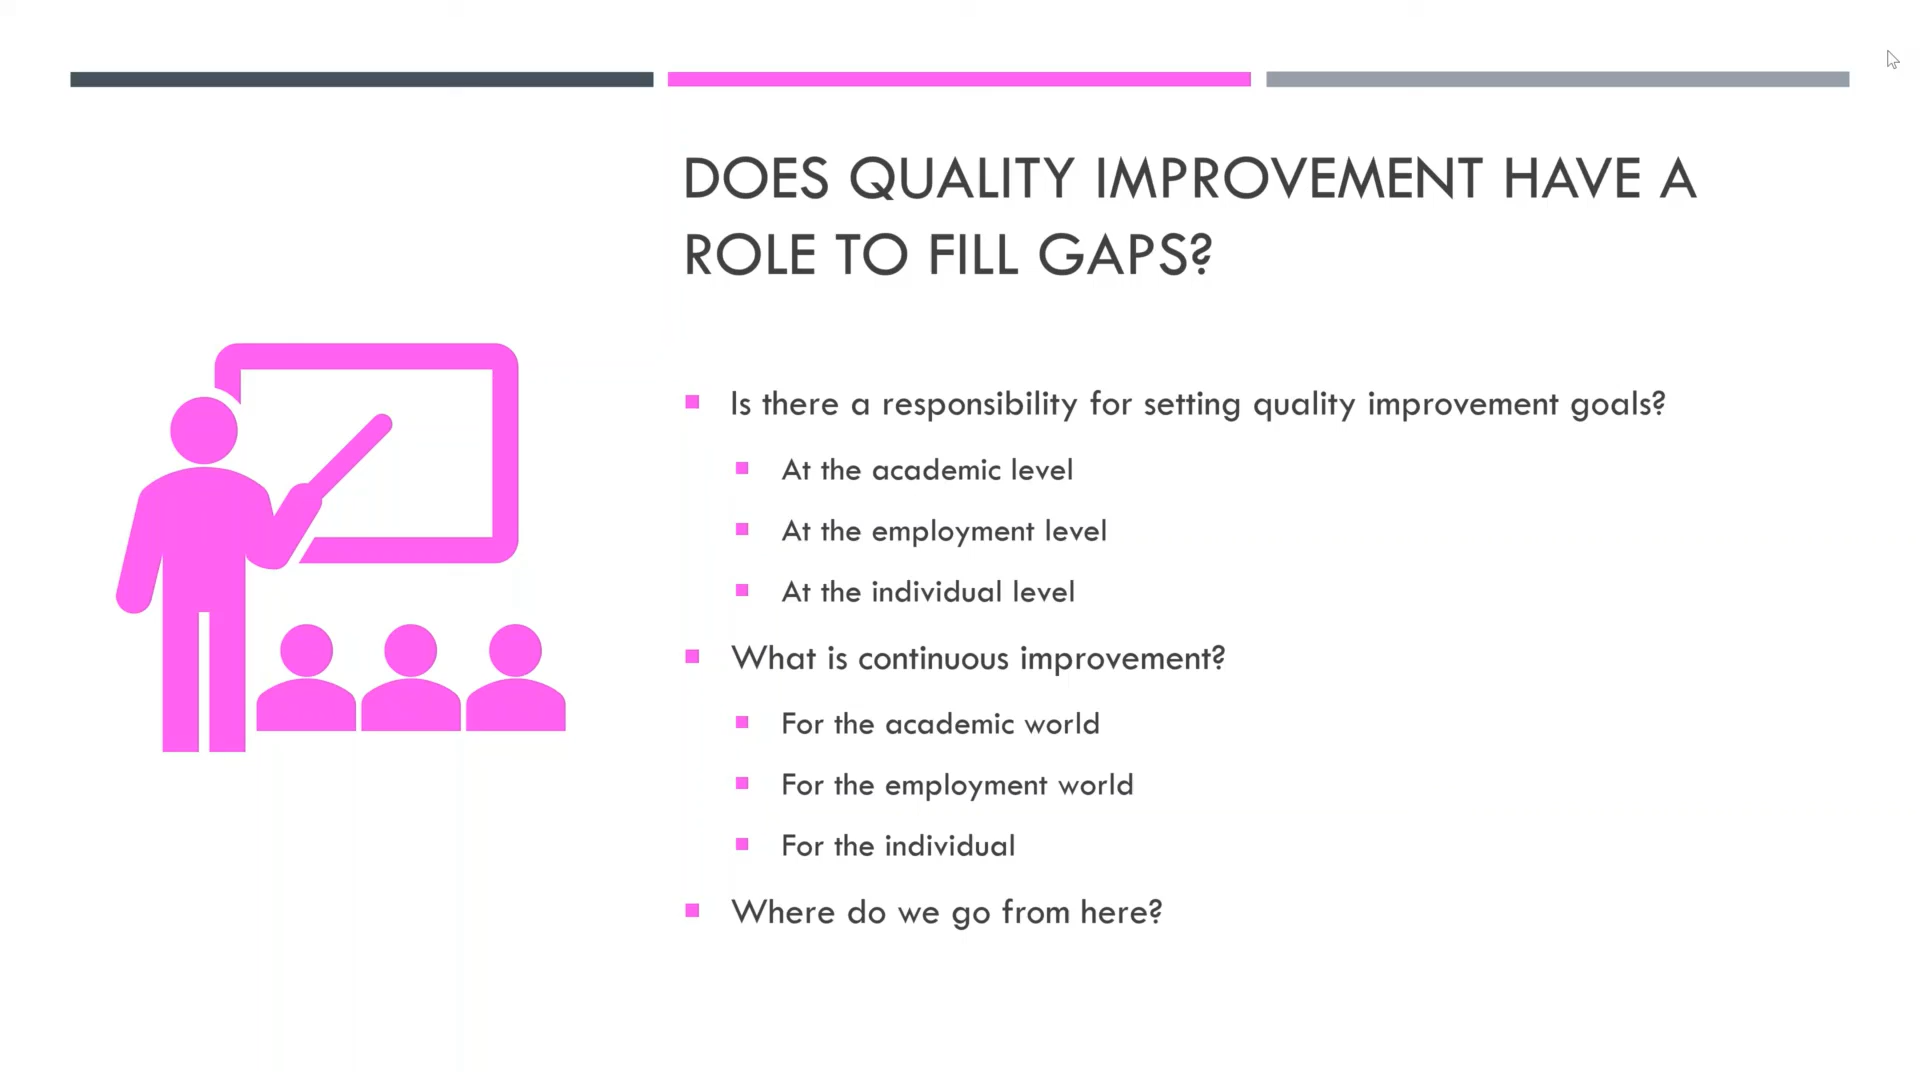 DOES QUALITY IMPROVEMENT HAVE A
ROLE TO FILL GAPS?
Is there a responsibility for setting quality improvement goals?
At the academic level
At the employment level
At the individual level
What is continuous improvement?
For the academic world
For the employment world
For the individual
Where do we go from here?